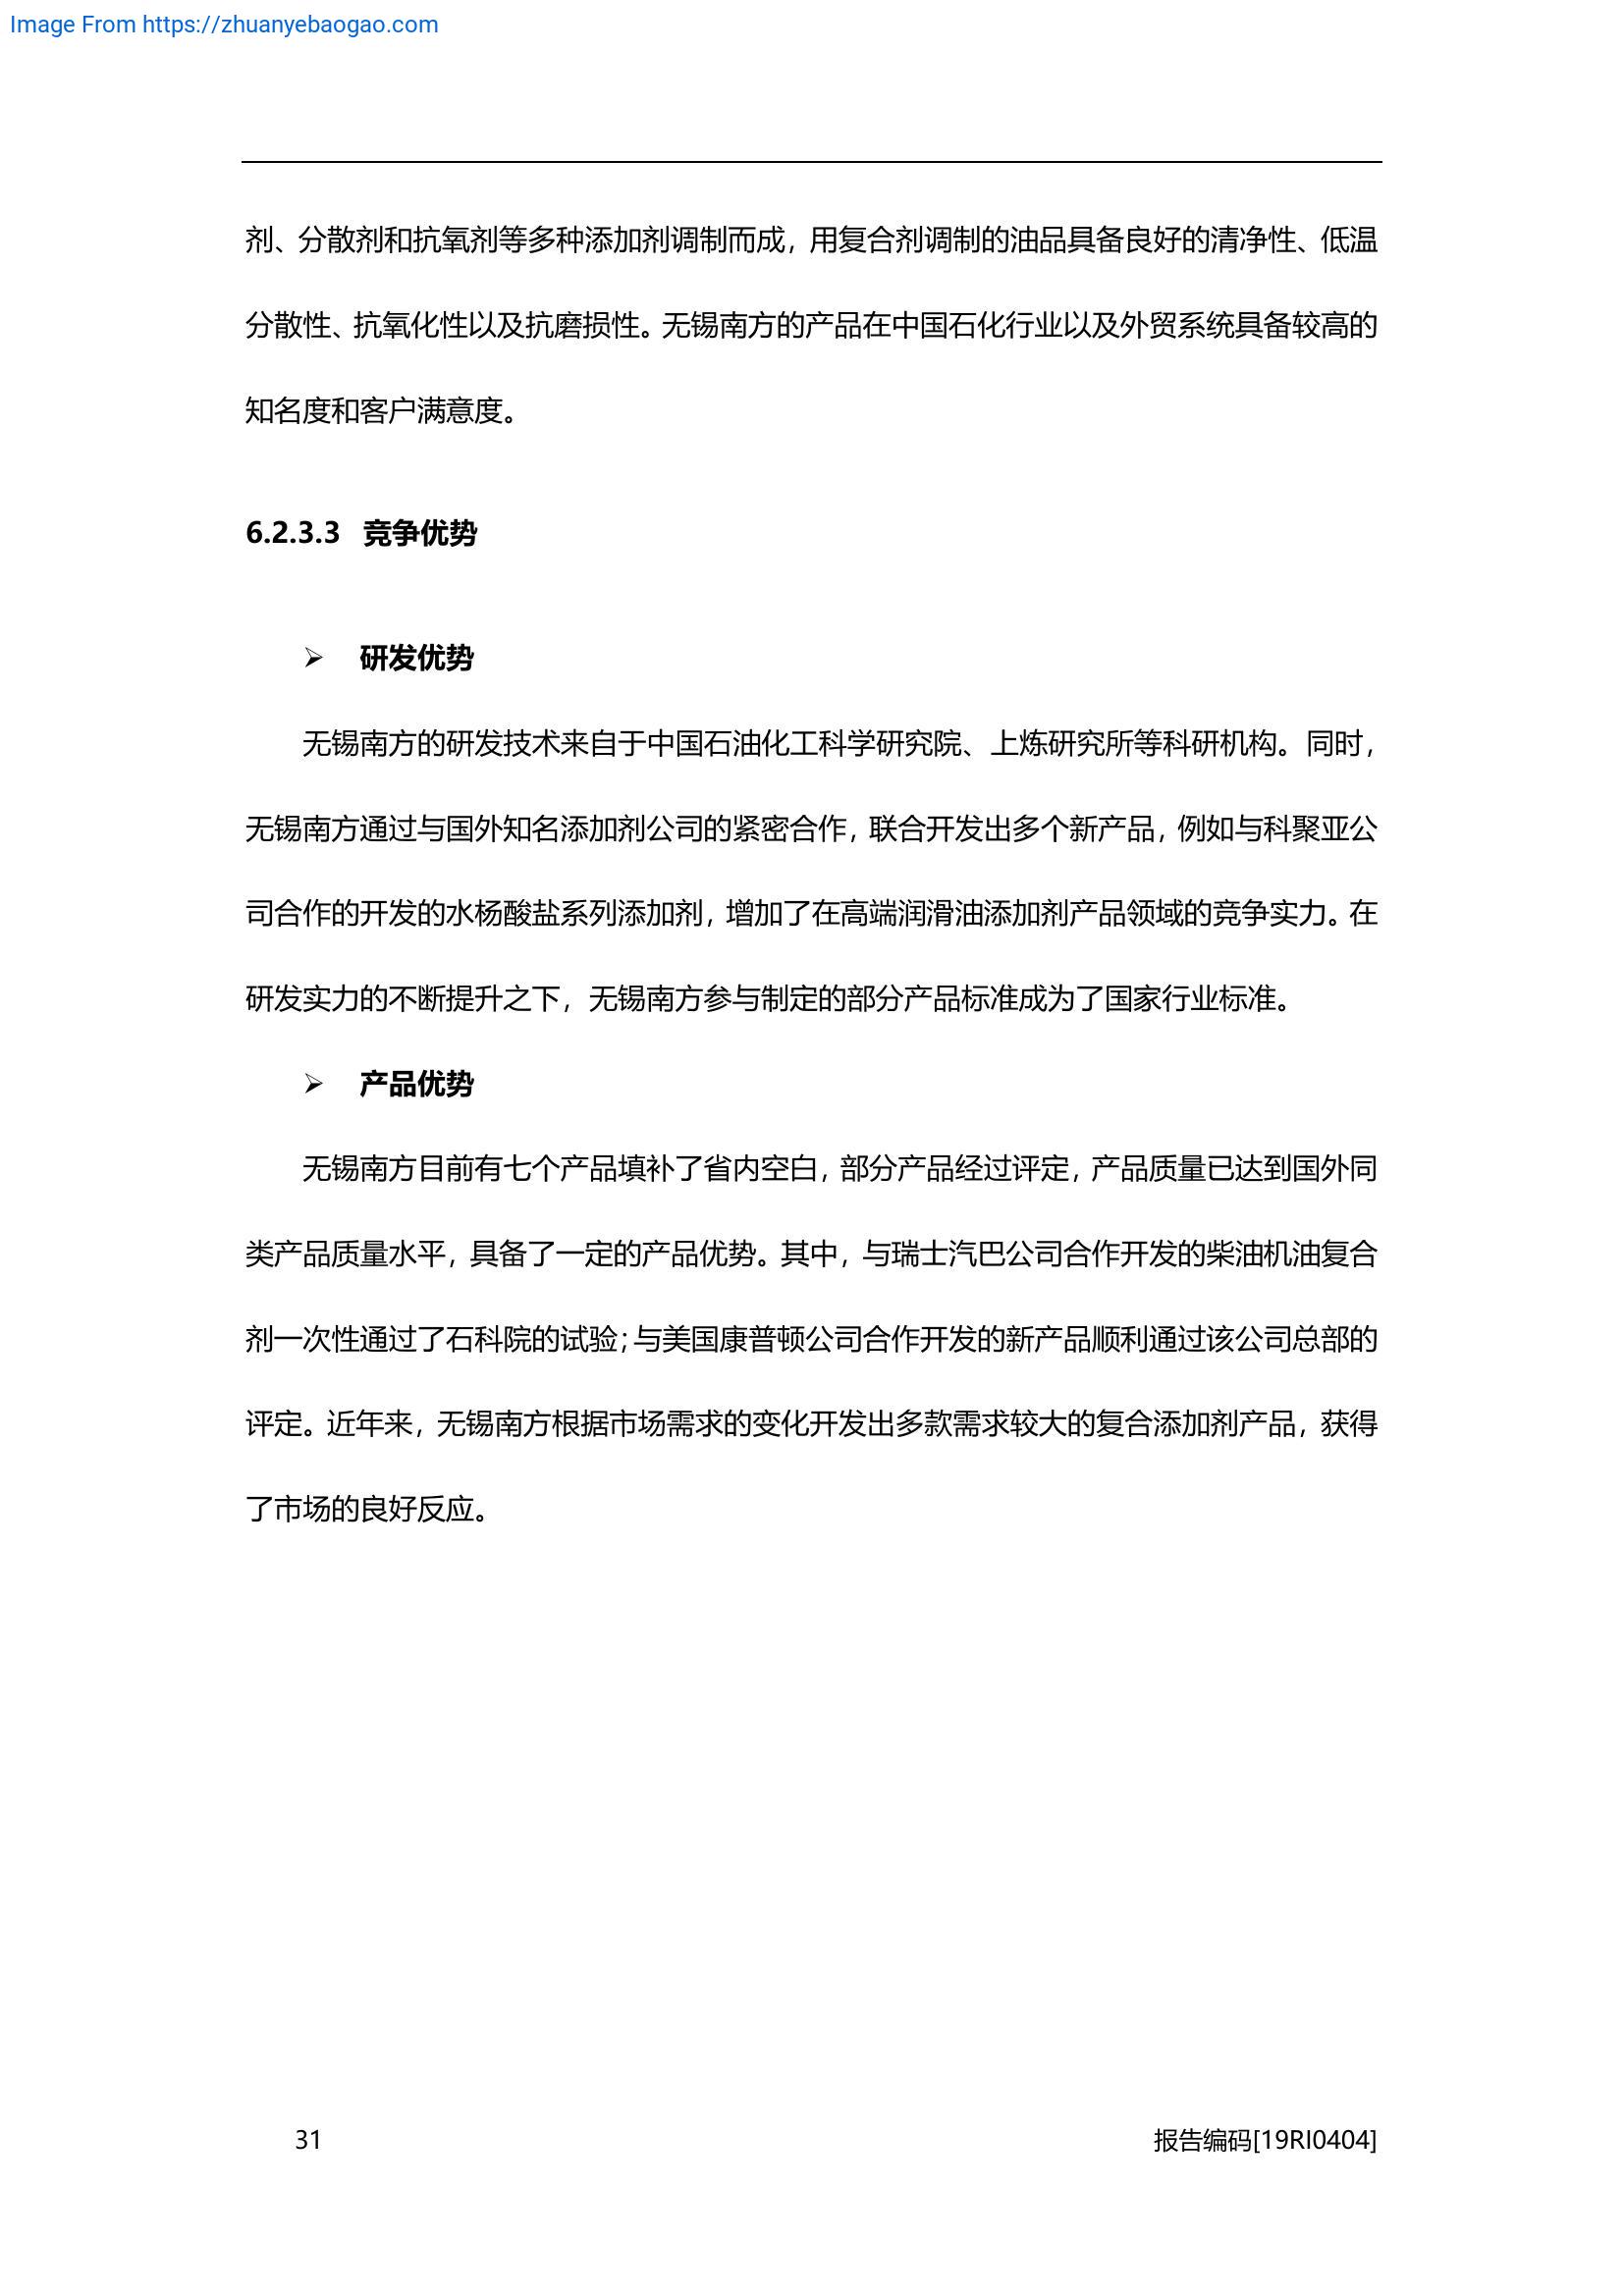 Image From https://zhuanyebaogao.com
剂、分散剂和抗氧剂等多种添加剂调制而成，用复合剂调制的油品具备良好的清净性、低温
分散性、抗氧化性以及抗磨损性。无锡南方的产品在中国石化行业以及外贸系统具备较高的
知名度和客户满意度。
6.2.3.3 竞争优势
➢ 研发优势
无锡南方的研发技术来自于中国石油化工科学研究院、上炼研究所等科研机构。同时，
无锡南方通过与国外知名添加剂公司的紧密合作，联合开发出多个新产品，例如与科聚亚公
司合作的开发的水杨酸盐系列添加剂，增加了在高端润滑油添加剂产品领域的竞争实力。在
研发实力的不断提升之下，无锡南方参与制定的部分产品标准成为了国家行业标准。
➢ 产品优势
无锡南方目前有七个产品填补了省内空白，部分产品经过评定，产品质量已达到国外同
类产品质量水平，具备了一定的产品优势。其中，与瑞士汽巴公司合作开发的柴油机油复合
剂一次性通过了石科院的试验；与美国康普顿公司合作开发的新产品顺利通过该公司总部的
评定。近年来，无锡南方根据市场需求的变化开发出多款需求较大的复合添加剂产品，获得
了市场的良好反应。
31
报告编码[19RI0404]